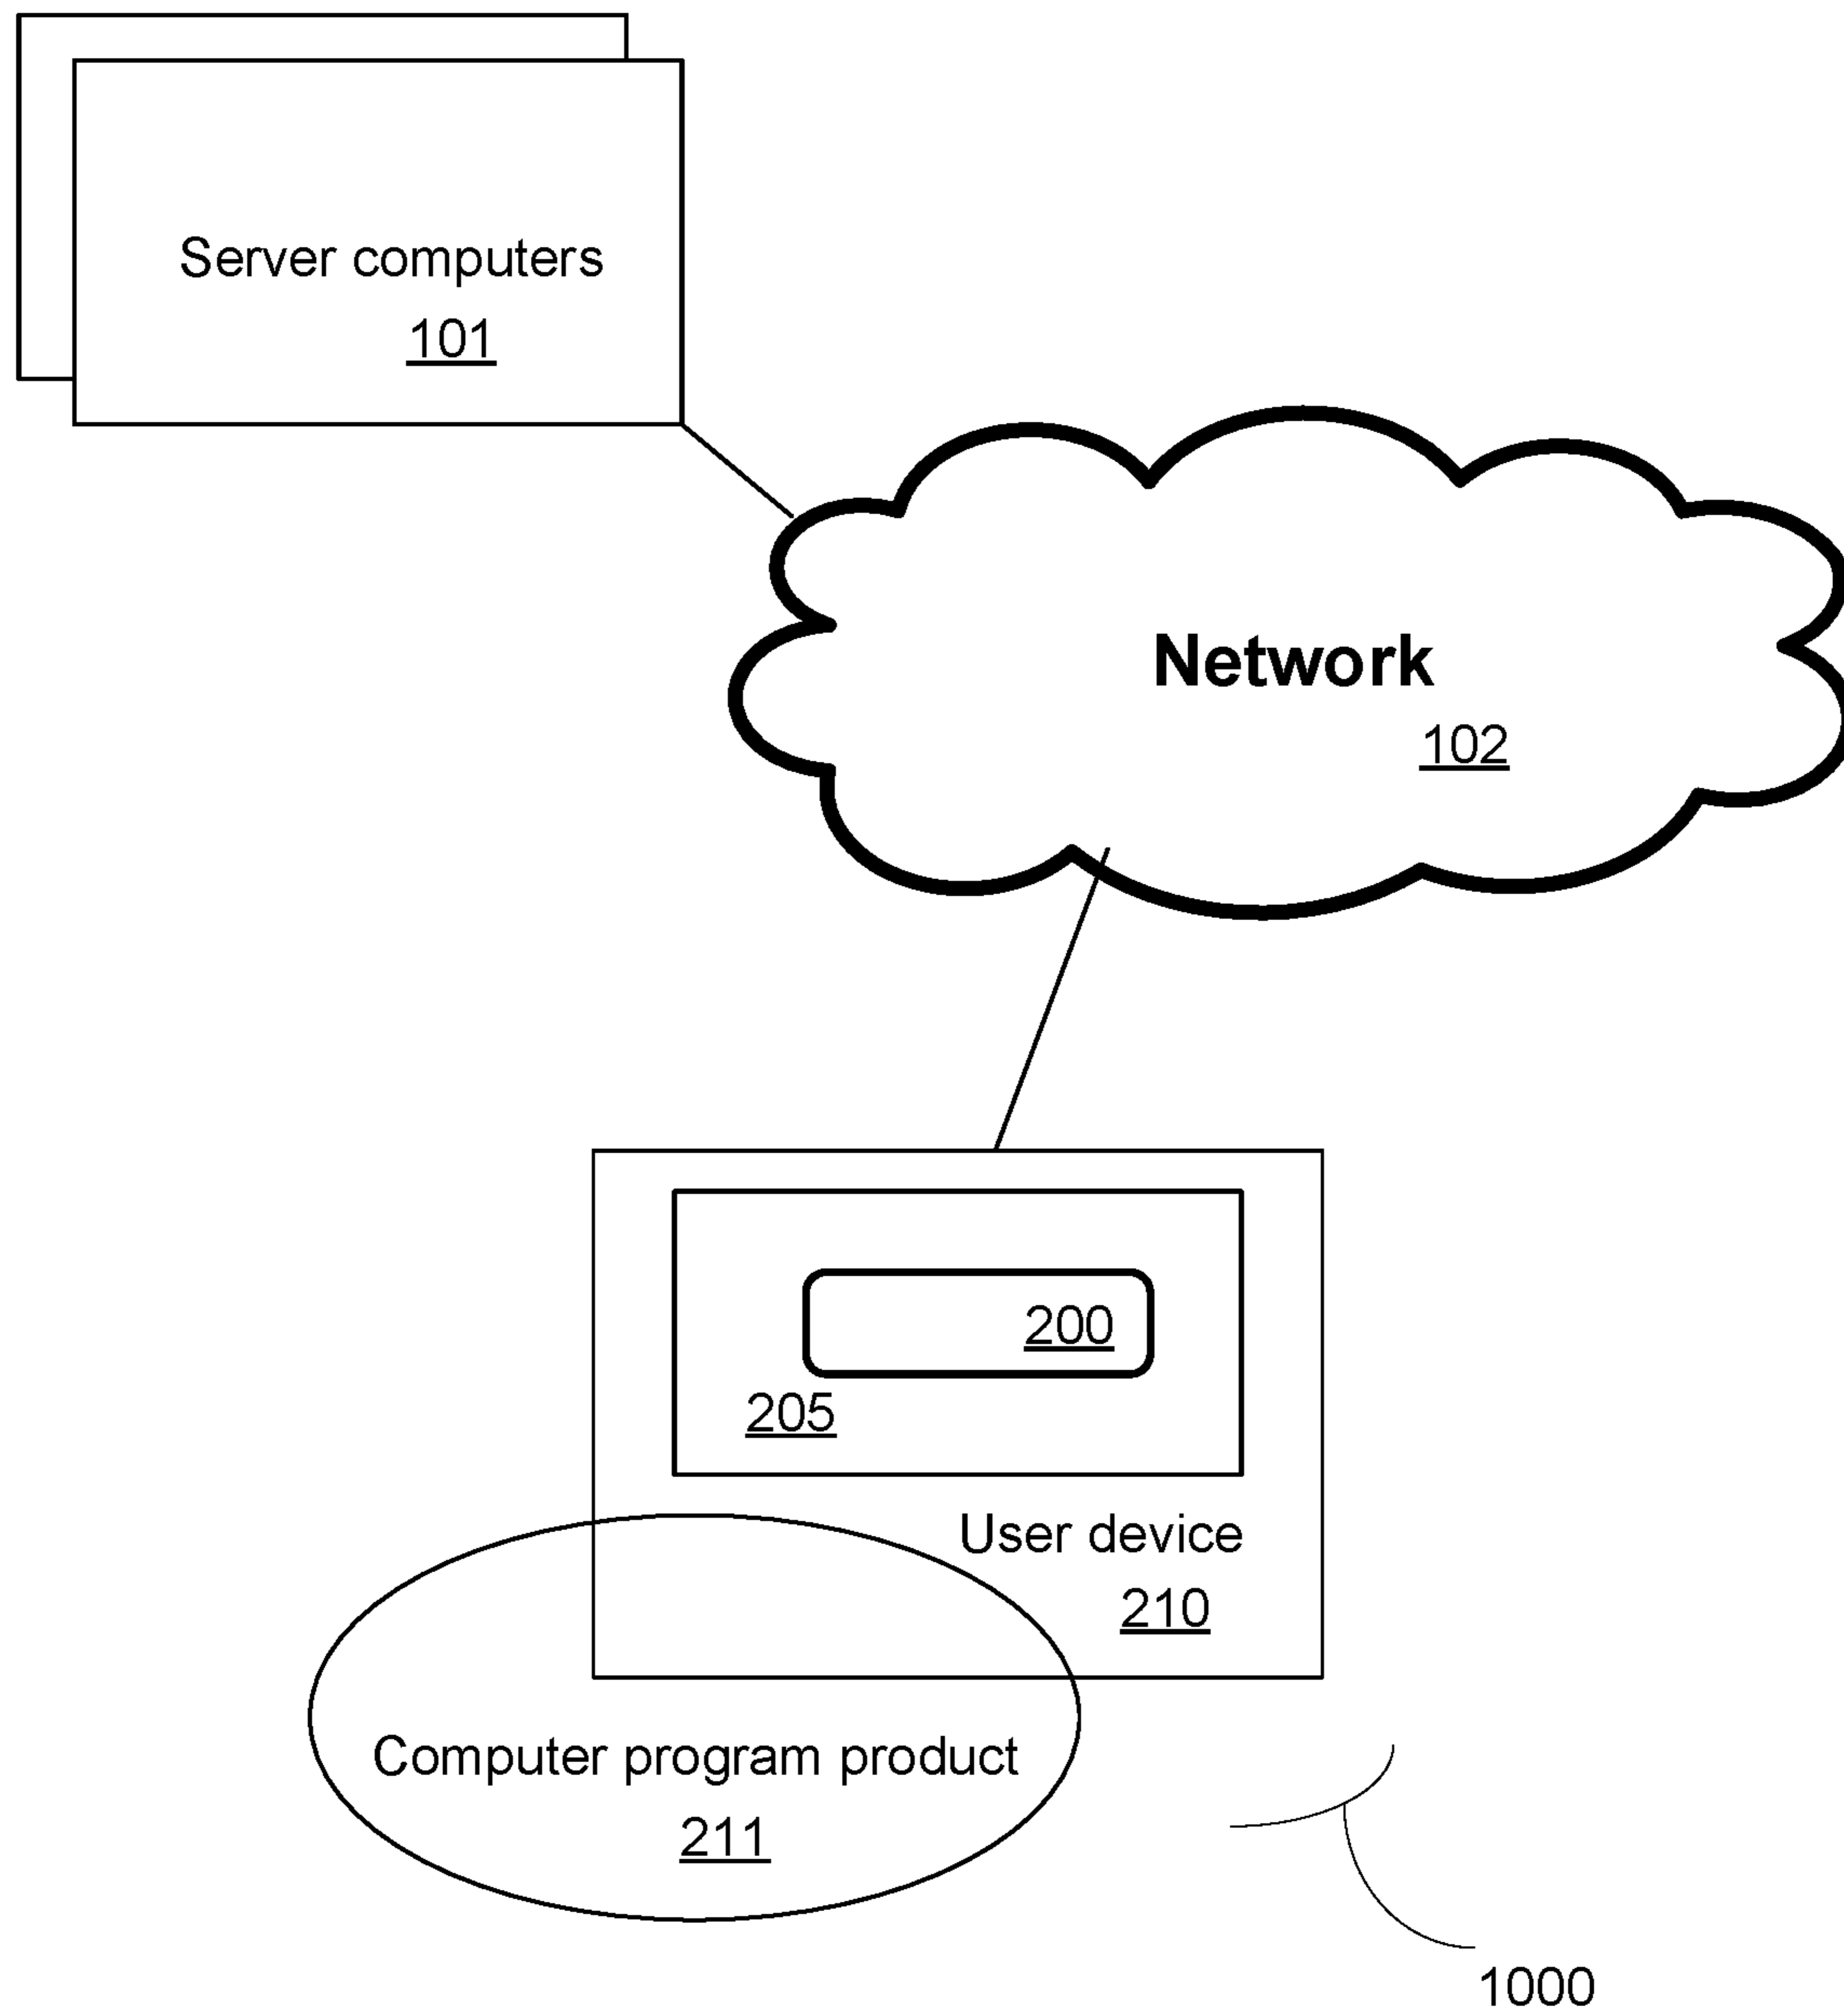 Server computers
101
Network
102
200
205
User device
210
Computer program product
211
1000